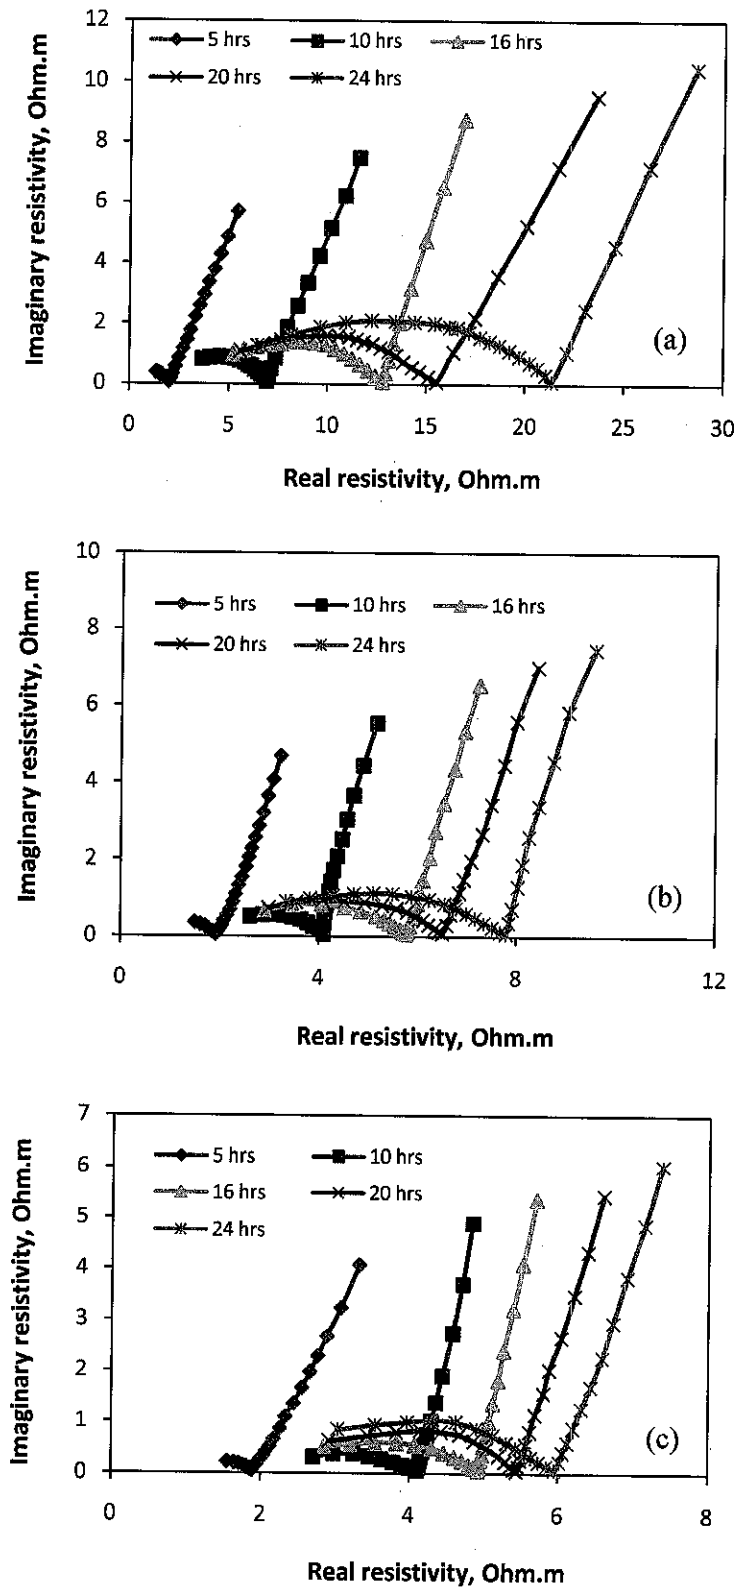 12
10
8
6
4
2
0
Imaginary resistivity, Ohm.m
5 hrs 10 hrs 16 hrs
20 hrs 24 hrs
(a)
0 5 10 15 20 25 30
Real resistivity, Ohm.m
10
8
6
4
2
0
Imaginary resistivity, Ohm.m
5 hrs 10 hrs 16 hrs
20 hrs 24 hrs
(b)
0 4 8 12
Real resistivity, Ohm.m
7
6
5
4
3
2
1
0
Imaginary resistivity, Ohm.m
5 hrs 10 hrs
16 hrs 20 hrs
24 hrs
(c)
0 2 4 6 8
Real resistivity, Ohm.m